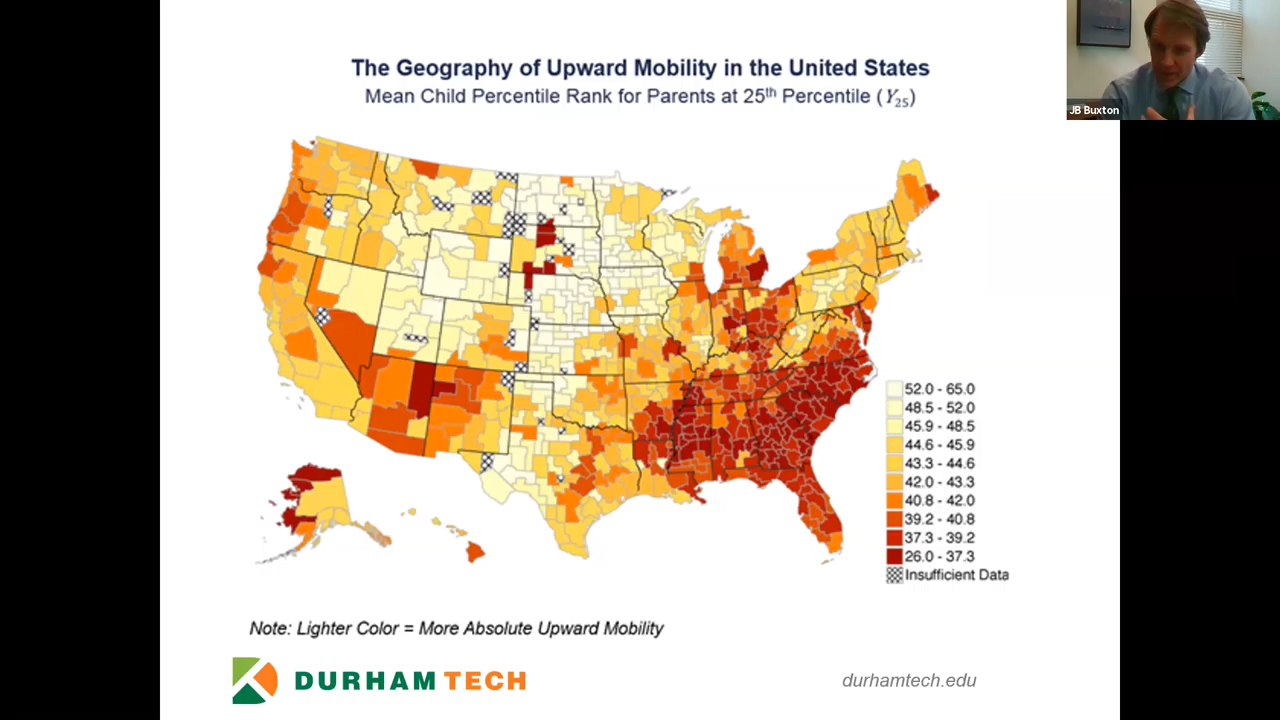 The Geography of Upward Mobility in the United States
Mean Child Percentile Rank for Parents at 25th Percentile (Y25)
JB Buxton
52.0 - 65.0
48.5 - 52.0
45.9 - 48.5
44.6 - 45.9
43.3 - 44.6
42.0 - 43.3
40.8 - 42.0
39.2 - 40.8
37.3 - 39.2
26.0 - 37.3
Insufficient Data
Note: Lighter Color = More Absolute Upward Mobility
DURHAM TECH
durhamtech.edu